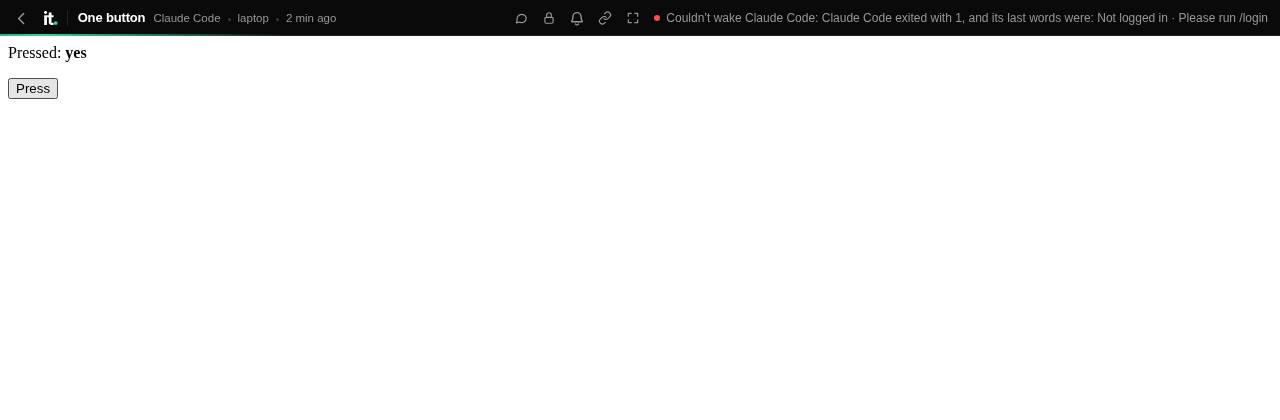 it. One button Claude Code • laptop • 2 min ago Couldn’t wake Claude Code: Claude Code exited with 1, and its last words were: Not logged in · Please run /login
Pressed: yes
Press